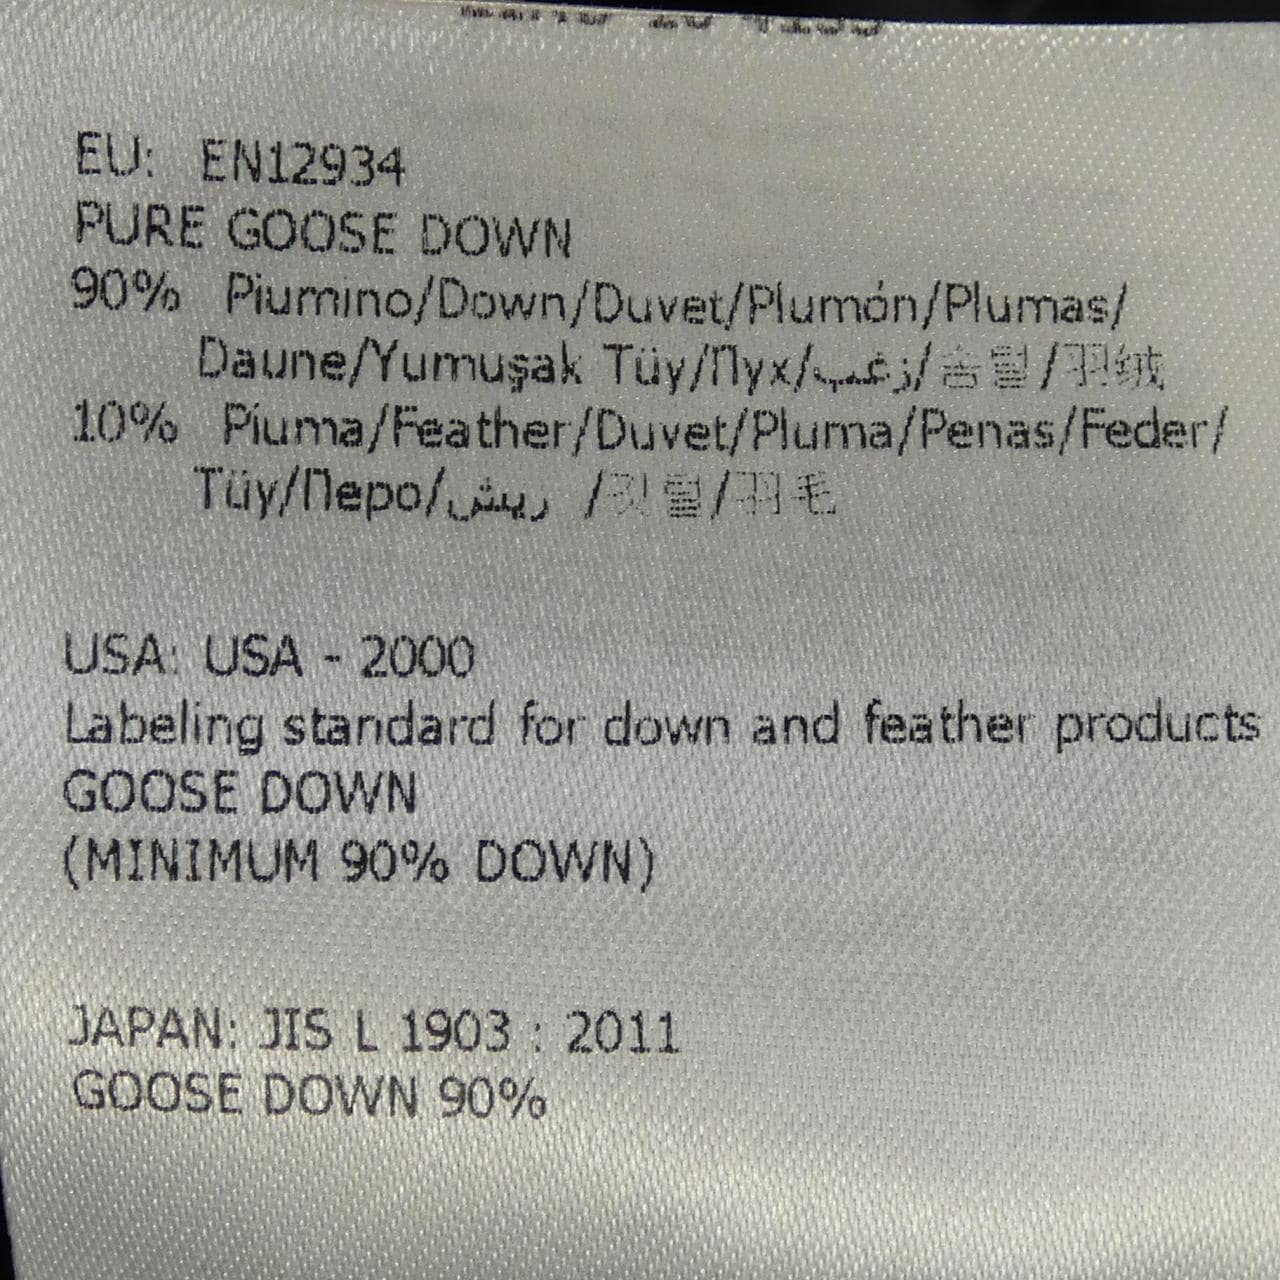 EU: EN12934
PURE GOOSE DOWN
90% Piumino/Down/Duvet/Plumón/Plumas/
Daune/Yumuşak Tüy/Пух/زغب/솜털/羽绒
10% Piuma/Feather/Duvet/Pluma/Penas/Feder/
Tüy/Перо/ريش /깃털/羽毛
USA: USA - 2000
Labeling standard for down and feather products
GOOSE DOWN
(MINIMUM 90% DOWN)
JAPAN: JIS L 1903 : 2011
GOOSE DOWN 90%